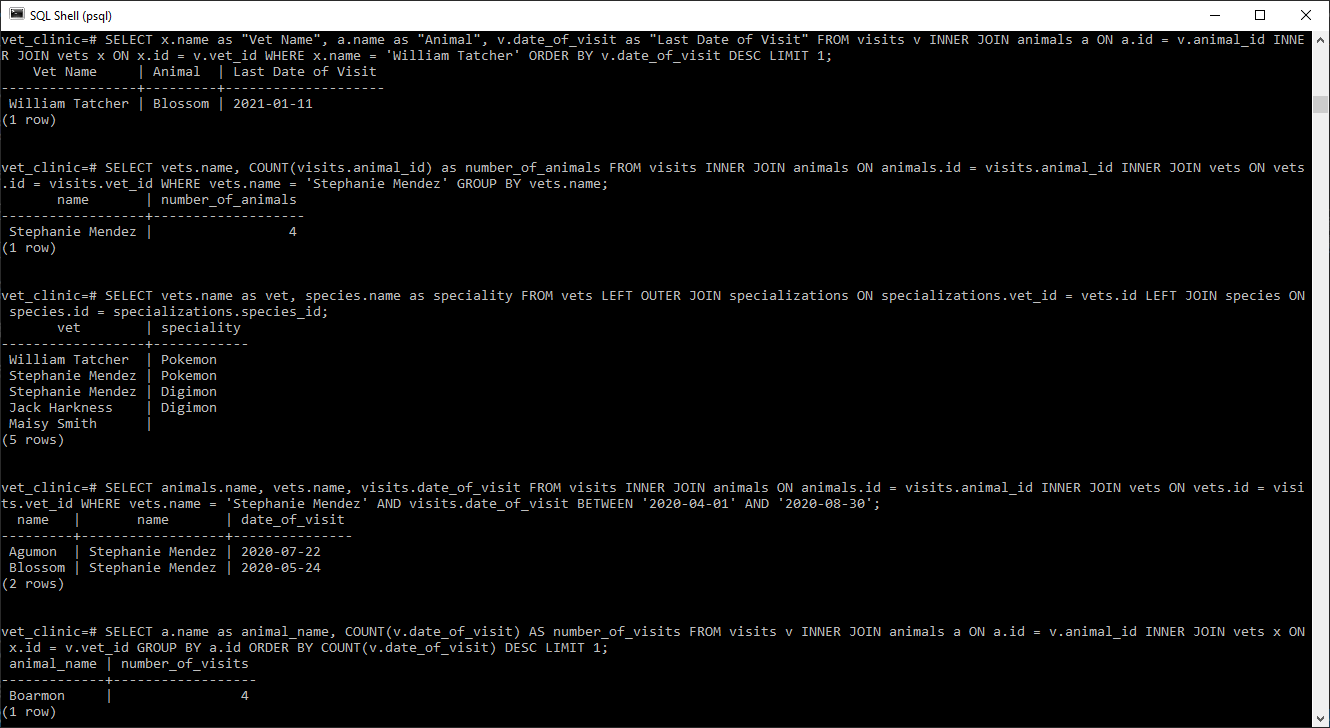 SQL Shell (psql)
vet_clinic=# SELECT x.name as "Vet Name", a.name as "Animal", v.date_of_visit as "Last Date of Visit" FROM visits v INNER JOIN animals a ON a.id = v.animal_id INNE
R JOIN vets x ON x.id = v.vet_id WHERE x.name = 'William Tatcher' ORDER BY v.date_of_visit DESC LIMIT 1;
    Vet Name     | Animal  | Last Date of Visit
-----------------+---------+--------------------
 William Tatcher | Blossom | 2021-01-11
(1 row)
vet_clinic=# SELECT vets.name, COUNT(visits.animal_id) as number_of_animals FROM visits INNER JOIN animals ON animals.id = visits.animal_id INNER JOIN vets ON vets
.id = visits.vet_id WHERE vets.name = 'Stephanie Mendez' GROUP BY vets.name;
       name       | number_of_animals
------------------+-------------------
 Stephanie Mendez |                 4
(1 row)
vet_clinic=# SELECT vets.name as vet, species.name as speciality FROM vets LEFT OUTER JOIN specializations ON specializations.vet_id = vets.id LEFT JOIN species ON
 species.id = specializations.species_id;
       vet        | speciality
------------------+------------
 William Tatcher  | Pokemon
 Stephanie Mendez | Pokemon
 Stephanie Mendez | Digimon
 Jack Harkness    | Digimon
 Maisy Smith      |
(5 rows)
vet_clinic=# SELECT animals.name, vets.name, visits.date_of_visit FROM visits INNER JOIN animals ON animals.id = visits.animal_id INNER JOIN vets ON vets.id = visi
ts.vet_id WHERE vets.name = 'Stephanie Mendez' AND visits.date_of_visit BETWEEN '2020-04-01' AND '2020-08-30';
  name   |       name       | date_of_visit
---------+------------------+---------------
 Agumon  | Stephanie Mendez | 2020-07-22
 Blossom | Stephanie Mendez | 2020-05-24
(2 rows)
vet_clinic=# SELECT a.name as animal_name, COUNT(v.date_of_visit) AS number_of_visits FROM visits v INNER JOIN animals a ON a.id = v.animal_id INNER JOIN vets x ON
 x.id = v.vet_id GROUP BY a.id ORDER BY COUNT(v.date_of_visit) DESC LIMIT 1;
 animal_name | number_of_visits
-------------+------------------
 Boarmon     |                4
(1 row)